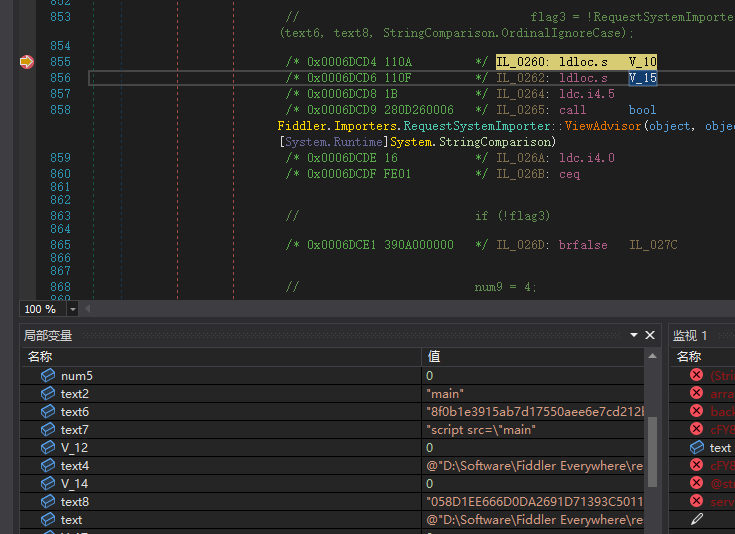 852
853 // flag3 = !RequestSystemImporte
(text6, text8, StringComparison.OrdinalIgnoreCase);
854
855 /* 0x0006DCD4 110A */ IL_0260: ldloc.s V_10
856 /* 0x0006DCD6 110F */ IL_0262: ldloc.s V_15
857 /* 0x0006DCD8 1B */ IL_0264: ldc.i4.5
858 /* 0x0006DCD9 280D260006 */ IL_0265: call bool
Fiddler.Importers.RequestSystemImporter::ViewAdvisor(object, obje
[System.Runtime]System.StringComparison)
859 /* 0x0006DCDE 16 */ IL_026A: ldc.i4.0
860 /* 0x0006DCDF FE01 */ IL_026B: ceq
861
862
863 // if (!flag3)
864
865 /* 0x0006DCE1 390A000000 */ IL_026D: brfalse IL_027C
866
867
868 // num9 = 4;
869
100 %
局部变量
监视 1
名称 值
名称
num5 0
(Stri
text2 "main"
arra
text6 "8f0b1e3915ab7d17550aee6e7cd212
back
text7 "script src=\"main"
cFY8
V_12 0
text
text4 @"D:\Software\Fiddler Everywhere\re
cFY8
V_14 0
@str
text8 "058D1EE666D0DA2691D71393C5011
serv
text @"D:\Software\Fiddler Everywhere\re